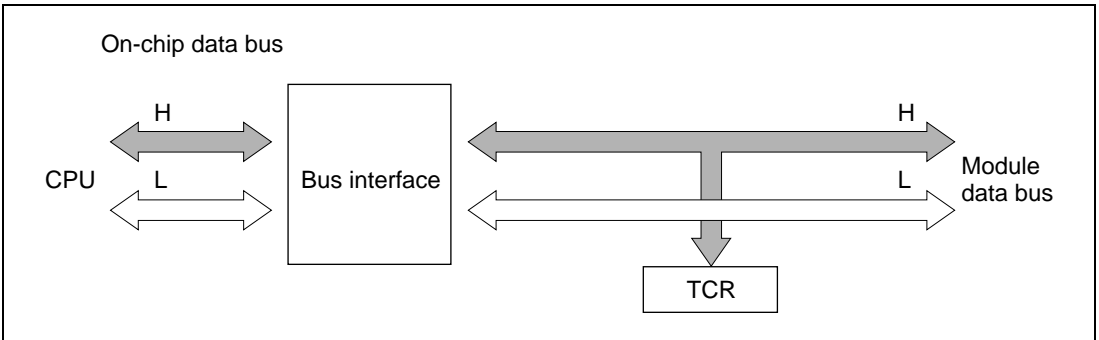 On-chip data bus
H
H
CPU
L
Bus interface
L
Module
data bus
TCR